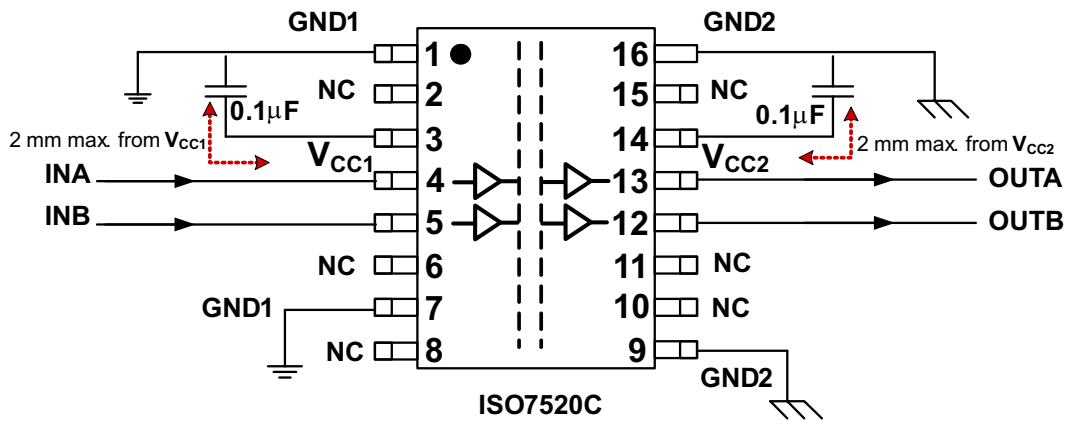 GND1
GND2
1
16
NC
2
15
NC
0.1μF
0.1μF
3
14
2 mm max. from VCC1
2 mm max. from VCC2
VCC1
VCC2
INA
4
13
OUTA
INB
5
12
OUTB
NC
6
11
NC
GND1
7
10
NC
NC
8
9
GND2
ISO7520C